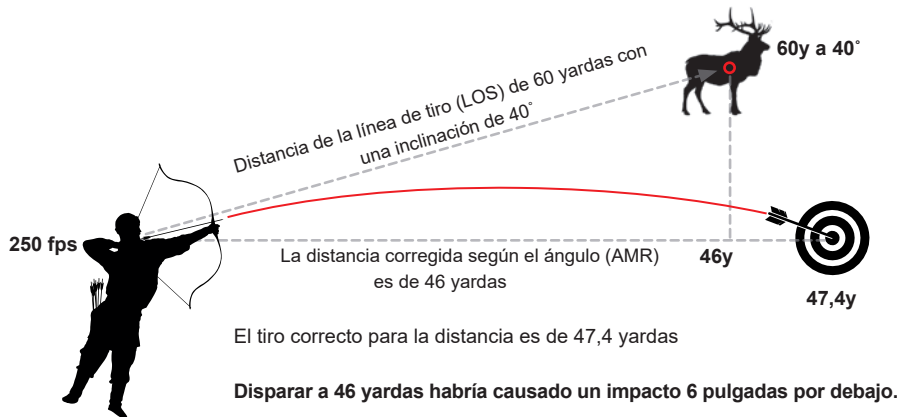 60y a 40˚
Distancia de la línea de tiro (LOS) de 60 yardas con
una inclinación de 40˚
250 fps
La distancia corregida según el ángulo (AMR)
es de 46 yardas
46y
47,4y
El tiro correcto para la distancia es de 47,4 yardas
Disparar a 46 yardas habría causado un impacto 6 pulgadas por debajo.